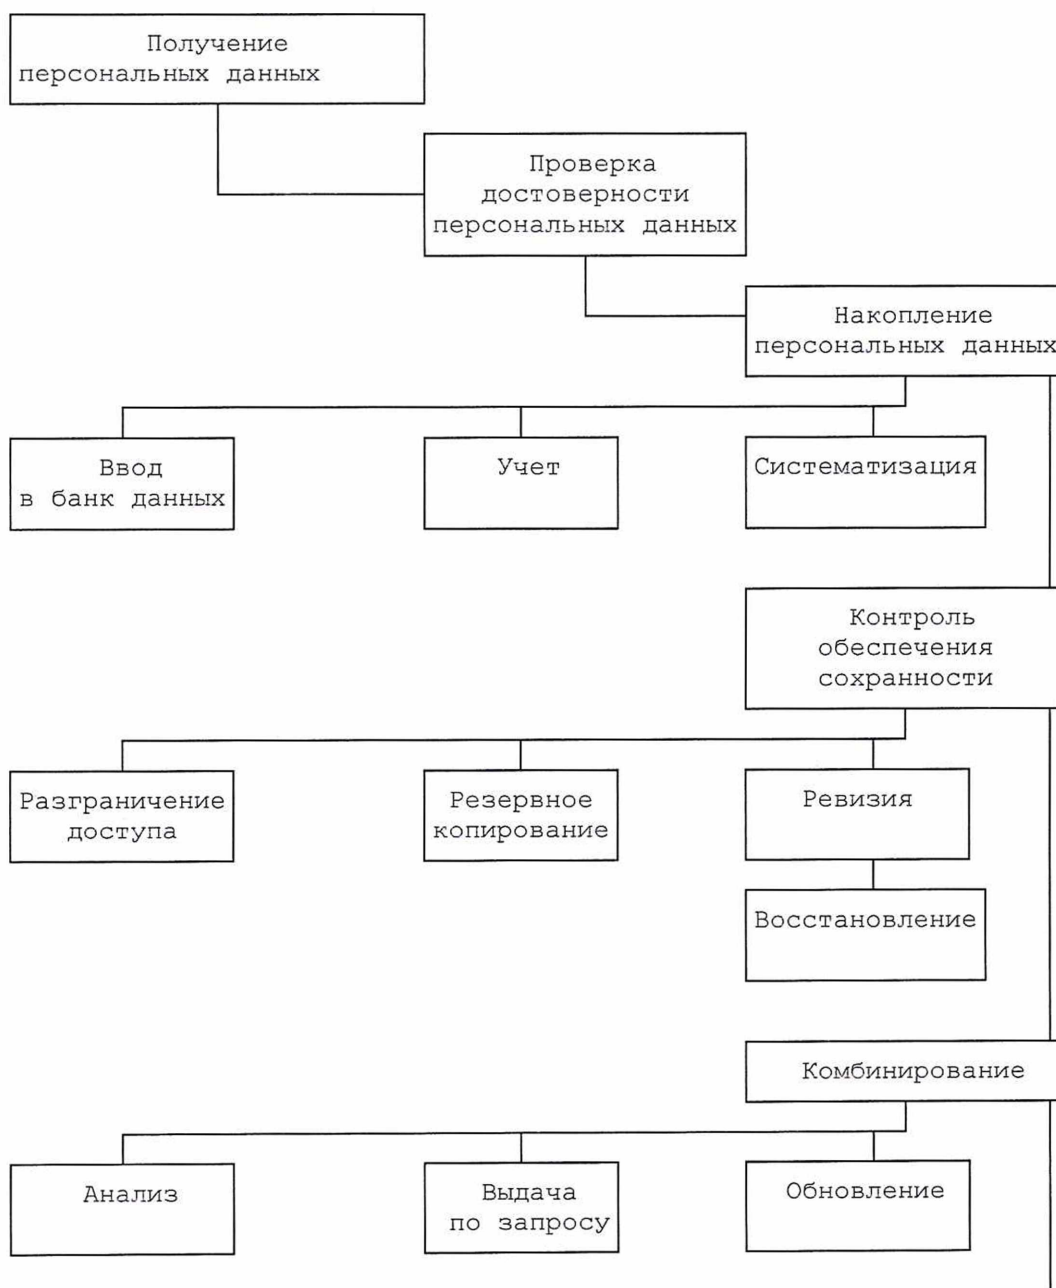 Получение
персональных данных
Проверка
достоверности
персональных данных
Накопление
персональных данных
Ввод
в банк данных
Учет
Систематизация
Контроль
обеспечения
сохранности
Разграничение
доступа
Резервное
копирование
Ревизия
Восстановление
Комбинирование
Анализ
Выдача
по запросу
Обновление